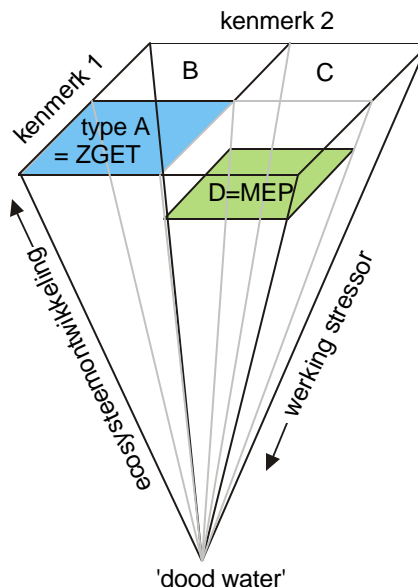 kenmerk 2
kenmerk 1
B
C
type A
= ZGET
D=MEP
ecosysteemontwikkeling
werking stressor
'dood water'